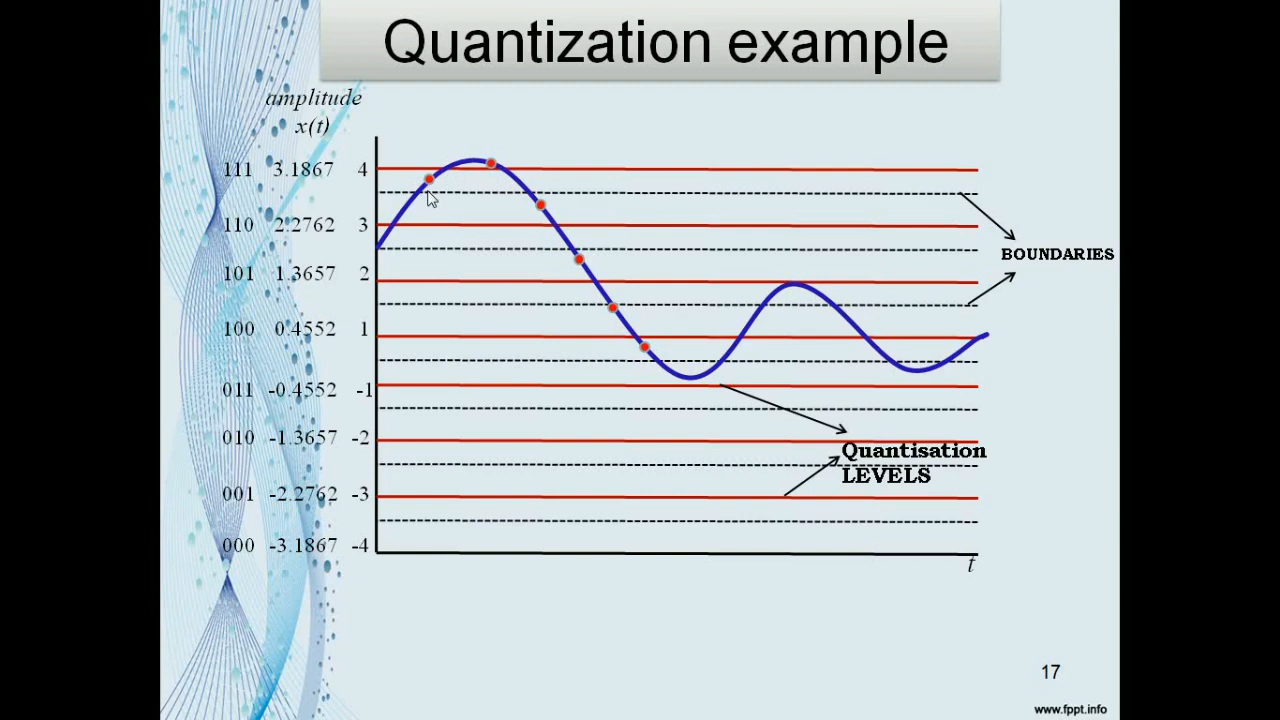 Quantization example
amplitude
x(t)
111 3.1867 4
110 2.2762 3
BOUNDARIES
101 1.3657 2
100 0.4552 1
011 -0.4552 -1
010 -1.3657 -2
Quantisation
LEVELS
001 -2.2762 -3
000 -3.1867 -4
t
17
www.fppt.info